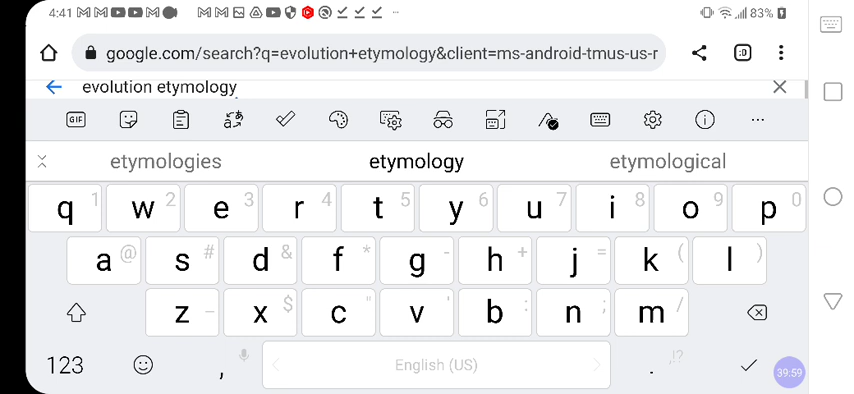 4:41 83%
google.com/search?q=evolution+etymology&client=ms-android-tmus-us-r :D
evolution etymology
GIF
etymologies etymology etymological
q 1 w 2 e 3 r 4 t 5 y 6 u 7 i 8 o 9 p 0
a @ s # d & f * g - h + j = k ( l )
z _ x $ c " v ' b : n ; m /
123 , English (US) . ,!?
39:59